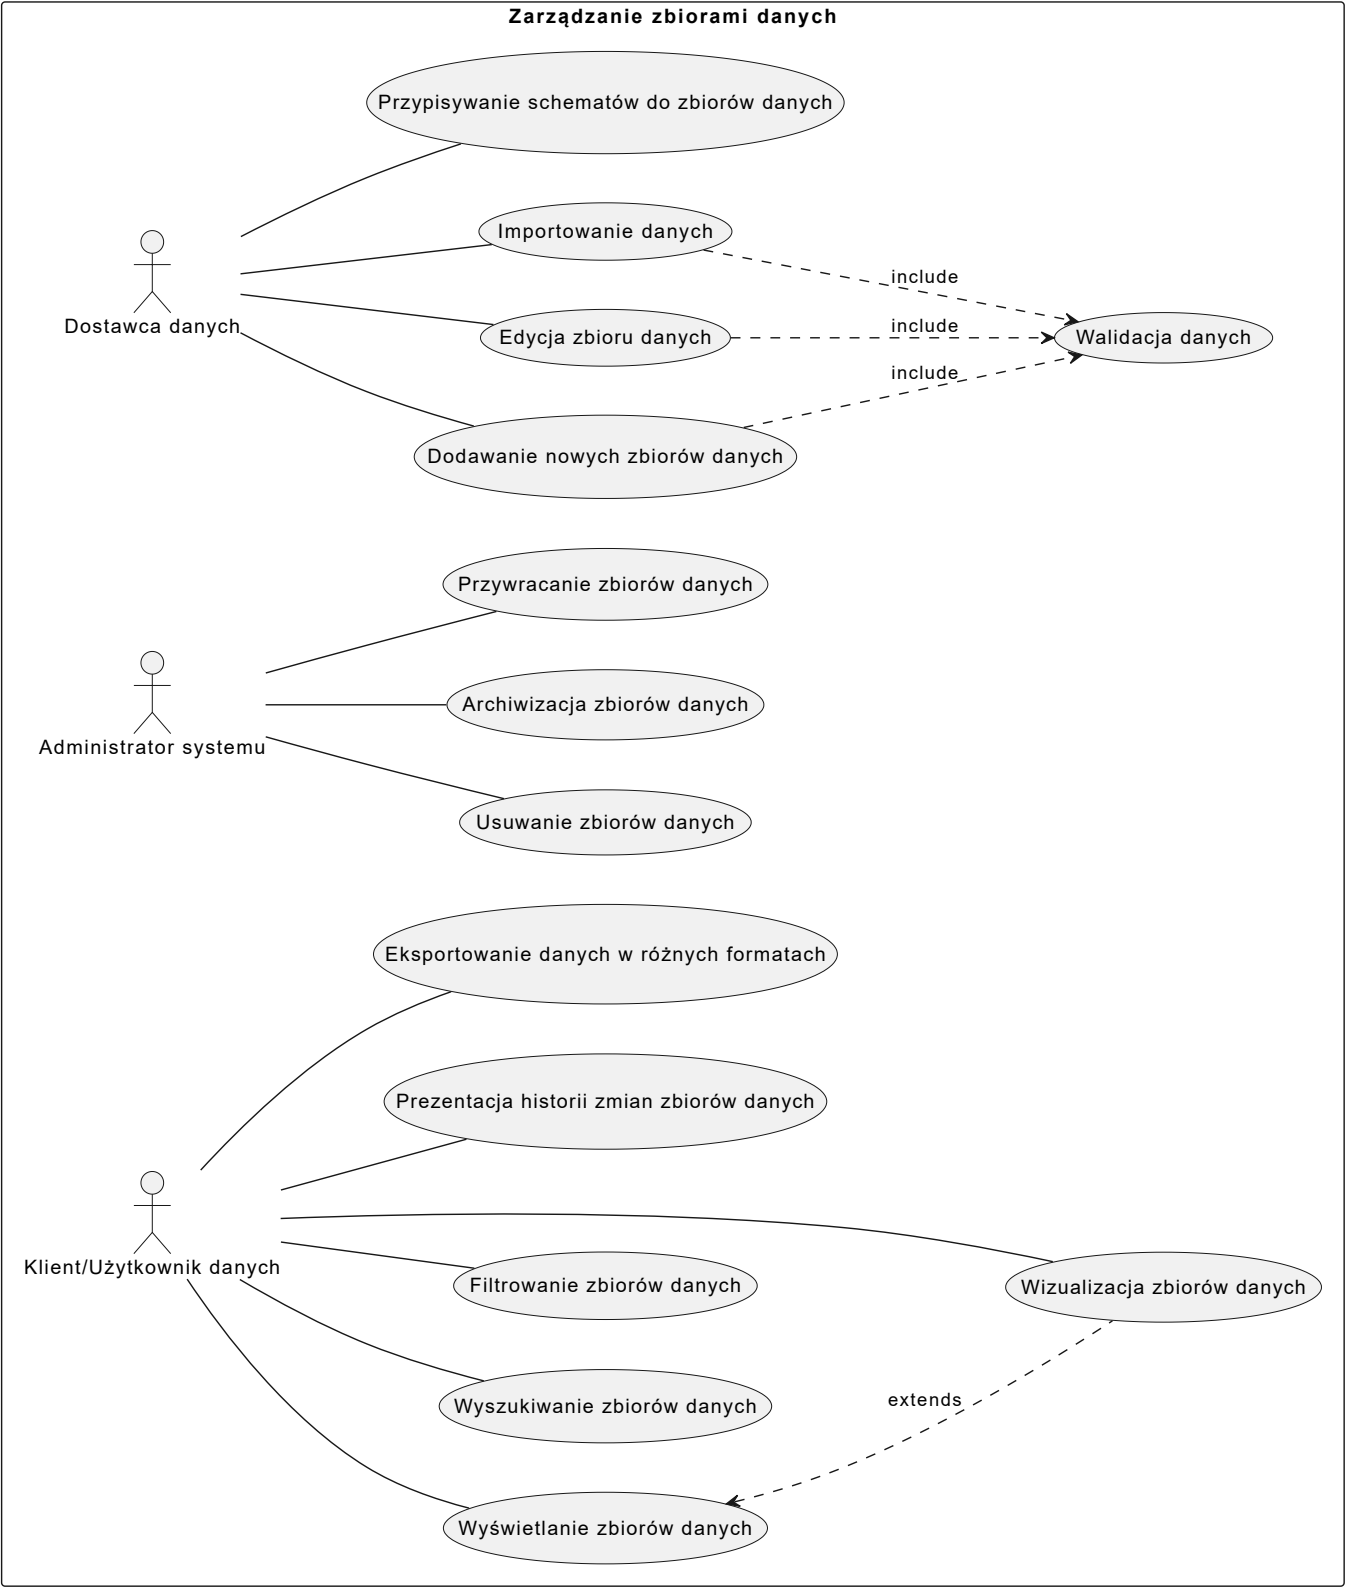 Zarządzanie zbiorami danych
Przypisywanie schematów do zbiorów danych
Importowanie danych
include
Dostawca danych
include
Edycja zbioru danych
Walidacja danych
include
Dodawanie nowych zbiorów danych
Przywracanie zbiorów danych
Archiwizacja zbiorów danych
Administrator systemu
Usuwanie zbiorów danych
Eksportowanie danych w różnych formatach
Prezentacja historii zmian zbiorów danych
Klient/Użytkownik danych
Filtrowanie zbiorów danych
Wizualizacja zbiorów danych
extends
Wyszukiwanie zbiorów danych
Wyświetlanie zbiorów danych